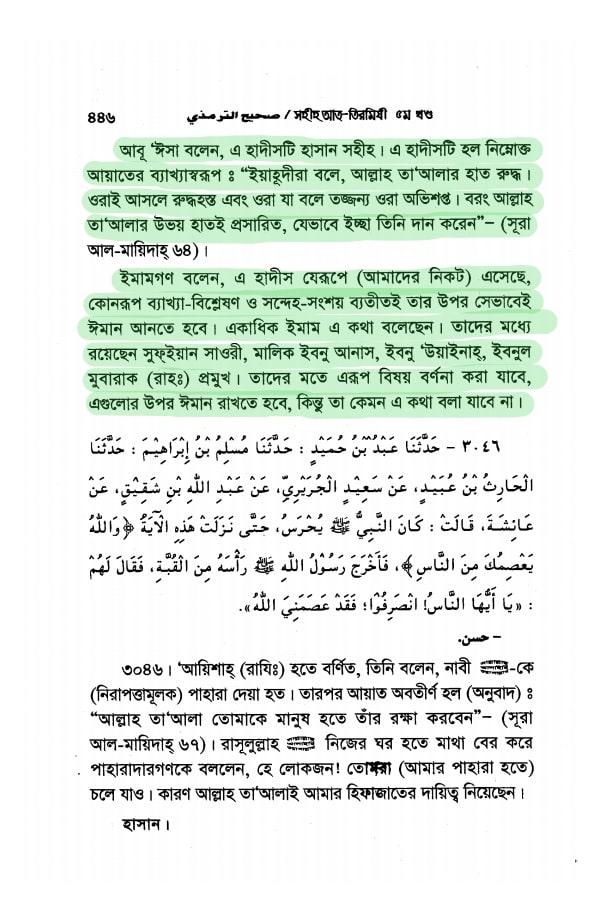 ৪৪৬ صحيح الترمذي / সহীহ আত্-তিরমিযী ৫ম খণ্ড
আবূ ‘ঈসা বলেন, এ হাদীসটি হাসান সহীহ। এ হাদীসটি হল নিম্নোক্ত
আয়াতের ব্যাখ্যাস্বরূপ ঃ “ইয়াহূদীরা বলে, আল্লাহ তা‘আলার হাত রুদ্ধ।
ওরাই আসলে রুদ্ধহস্ত এবং ওরা যা বলে তজ্জন্য ওরা অভিশপ্ত। বরং আল্লাহ
তা‘আলার উভয় হাতই প্রসারিত, যেভাবে ইচ্ছা তিনি দান করেন”– (সূরা
আল-মায়িদাহ্ ৬৪)।
ইমামগণ বলেন, এ হাদীস যেরূপে (আমাদের নিকট) এসেছে,
কোনরূপ ব্যাখ্যা-বিশ্লেষণ ও সন্দেহ-সংশয় ব্যতীতই তার উপর সেভাবেই
ঈমান আনতে হবে। একাধিক ইমাম এ কথা বলেছেন। তাদের মধ্যে
রয়েছেন সুফ্ইয়ান সাওরী, মালিক ইবনু আনাস, ইবনু ‘উয়াইনাহ্, ইবনুল
মুবারাক (রাহঃ) প্রমুখ। তাদের মতে এরূপ বিষয় বর্ণনা করা যাবে,
এগুলোর উপর ঈমান রাখতে হবে, কিন্তু তা কেমন এ কথা বলা যাবে না।
٣٠٤٦ – حَدَّثَنَا عَبْدُ بْنُ حُمَيْدٍ : حَدَّثَنَا مُسْلِمُ بْنُ إِبْرَاهِيْمَ : حَدَّثَنَا
الْحَارِثُ بْنُ عُبَيْدٍ، عَنْ سَعِيْدٍ الْجُرَيْرِيِّ، عَنْ عَبْدِ اللهِ بْنِ شَقِيْقٍ، عَنْ
عَائِشَةَ، قَالَتْ : كَانَ النَّبِيُّ ﷺ يُحْرَسُ، حَتَّى نَزَلَتْ هٰذِهِ الْآيَةُ ﴿وَاللهُ
يَعْصِمُكَ مِنَ النَّاسِ﴾، فَأَخْرَجَ رَسُوْلُ اللهِ ﷺ رَأْسَهُ مِنَ الْقُبَّةِ، فَقَالَ لَهُمْ
: «يَا أَيُّهَا النَّاسُ! انْصَرِفُوْا؛ فَقَدْ عَصَمَنِيَ اللهُ».
– حسن.
৩০৪৬। ‘আয়িশাহ্ (রাযিঃ) হতে বর্ণিত, তিনি বলেন, নাবী ﷺ-কে
(নিরাপত্তামূলক) পাহারা দেয়া হত। তারপর আয়াত অবতীর্ণ হল (অনুবাদ) ঃ
“আল্লাহ তা‘আলা তোমাকে মানুষ হতে তাঁর রক্ষা করবেন”– (সূরা
আল-মায়িদাহ্ ৬৭)। রাসূলুল্লাহ ﷺ নিজের ঘর হতে মাথা বের করে
পাহারাদারগণকে বললেন, হে লোকজন! তোমরা (আমার পাহারা হতে)
চলে যাও। কারণ আল্লাহ তা‘আলাই আমার হিফাজাতের দায়িত্ব নিয়েছেন।
হাসান।